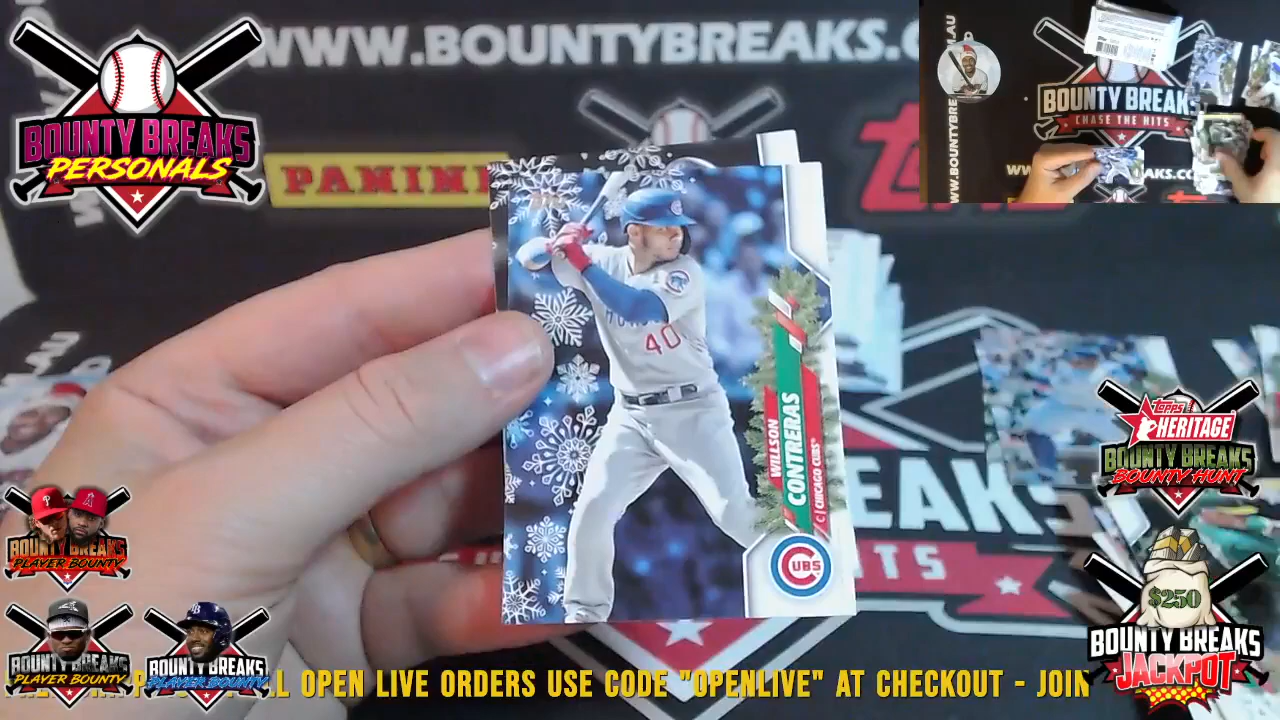 WWW.BOUNTYBREAKS.C
BOUNTY BREAKS
PERSONALS
PANINI
BOUNTY BREAKS
CHASE THE HITS
40
WILLSON
CONTRERAS
C | CHICAGO CUBS
CUBS
Topps
HERITAGE
BOUNTY BREAKS
BOUNTY HUNT
BOUNTY BREAKS
PLAYER BOUNTY
BOUNTY BREAKS
PLAYER BOUNTY
BOUNTY BREAKS
PLAYER BOUNTY
$250
BOUNTY BREAKS
JACKPOT
LL OPEN LIVE ORDERS USE CODE "OPENLIVE" AT CHECKOUT - JOIN